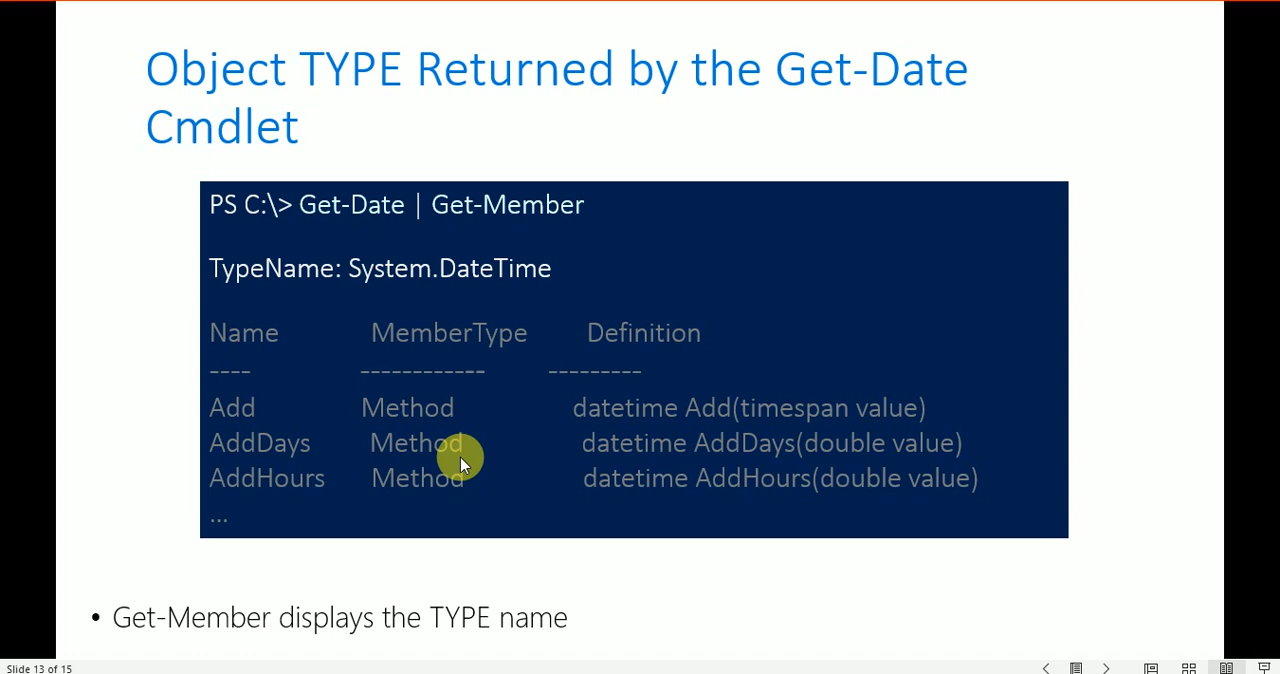 Object TYPE Returned by the Get-Date
Cmdlet
PS C:\> Get-Date | Get-Member
TypeName: System.DateTime
Name MemberType Definition
---- ------------ ---------
Add Method datetime Add(timespan value)
AddDays Method datetime AddDays(double value)
AddHours Method datetime AddHours(double value)
...
• Get-Member displays the TYPE name
Slide 13 of 15